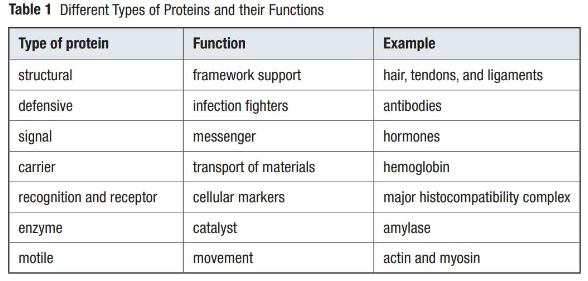 Table 1 Different Types of Proteins and their Functions
Type of protein Function Example
structural framework support hair, tendons, and ligaments
defensive infection fighters antibodies
signal messenger hormones
carrier transport of materials hemoglobin
recognition and receptor cellular markers major histocompatibility complex
enzyme catalyst amylase
motile movement actin and myosin